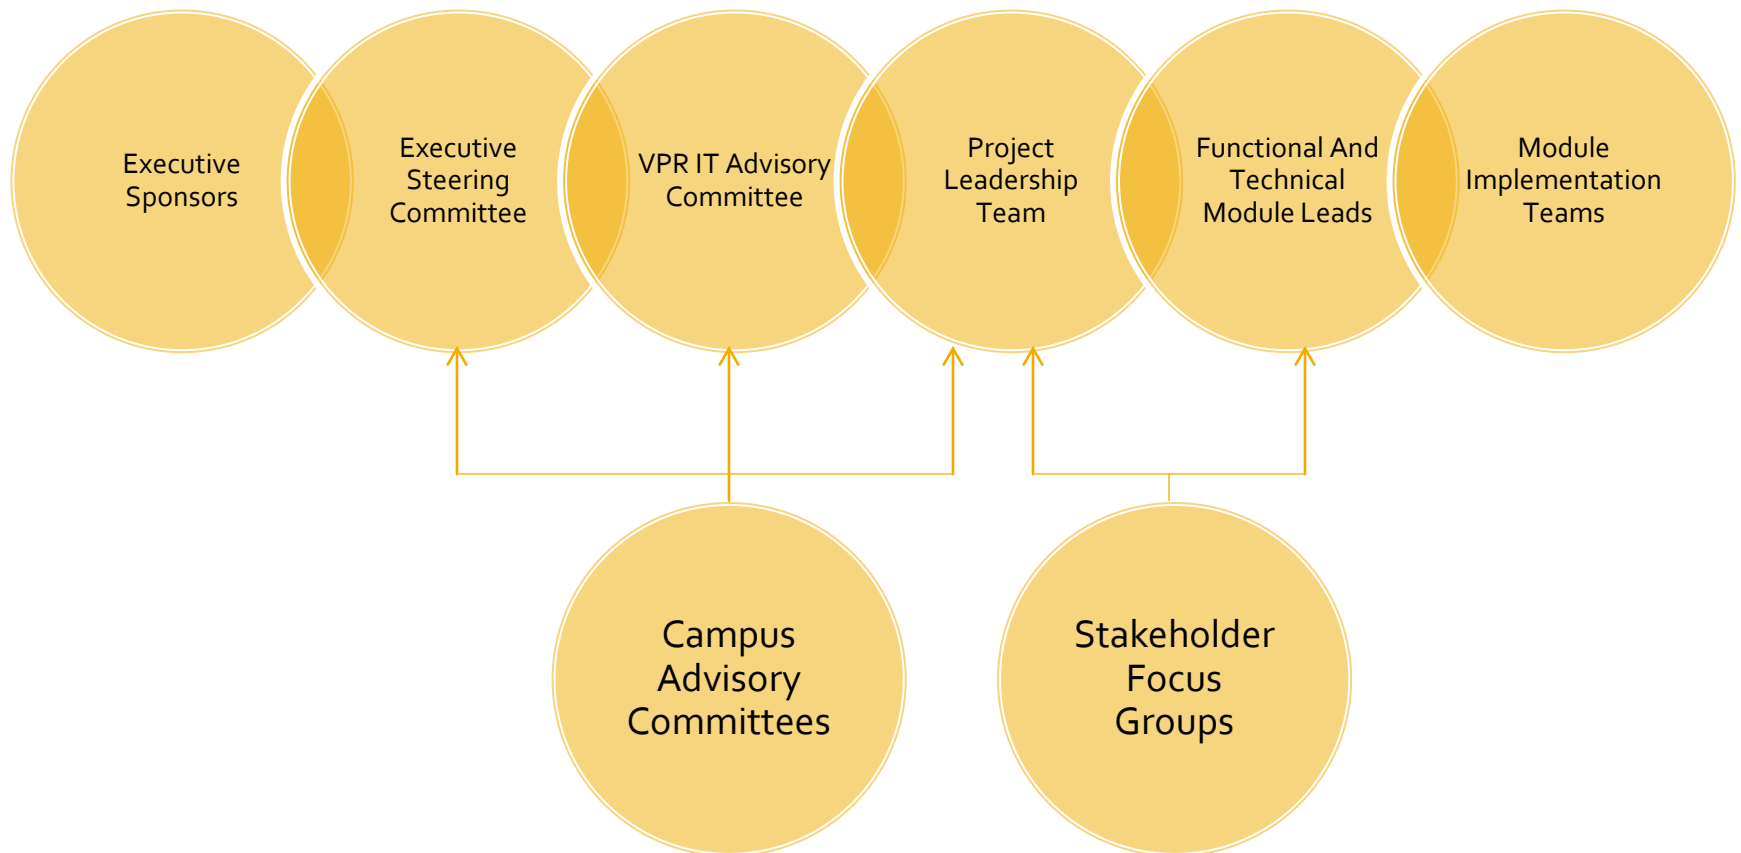 Executive
Sponsors
Executive
Steering
Committee
VPR IT Advisory
Committee
Project
Leadership
Team
Functional And
Technical
Module Leads
Module
Implementation
Teams
Campus
Advisory
Committees
Stakeholder
Focus
Groups